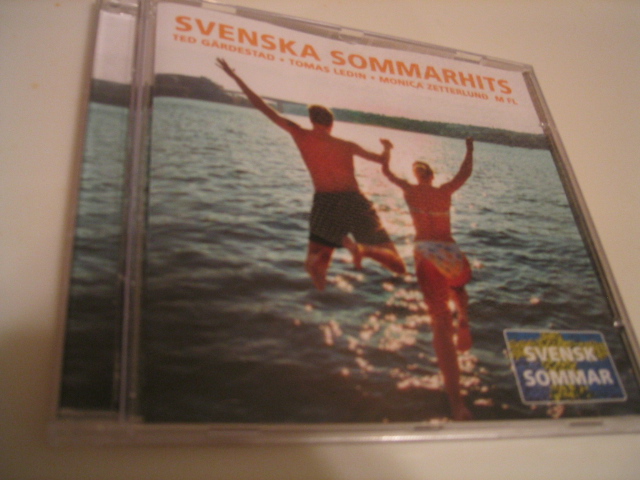 SVENSKA SOMMARHITS
TED GÄRDESTAD • TOMAS LEDIN • MONICA ZETTERLUND M FL
SVENSK
SOMMAR